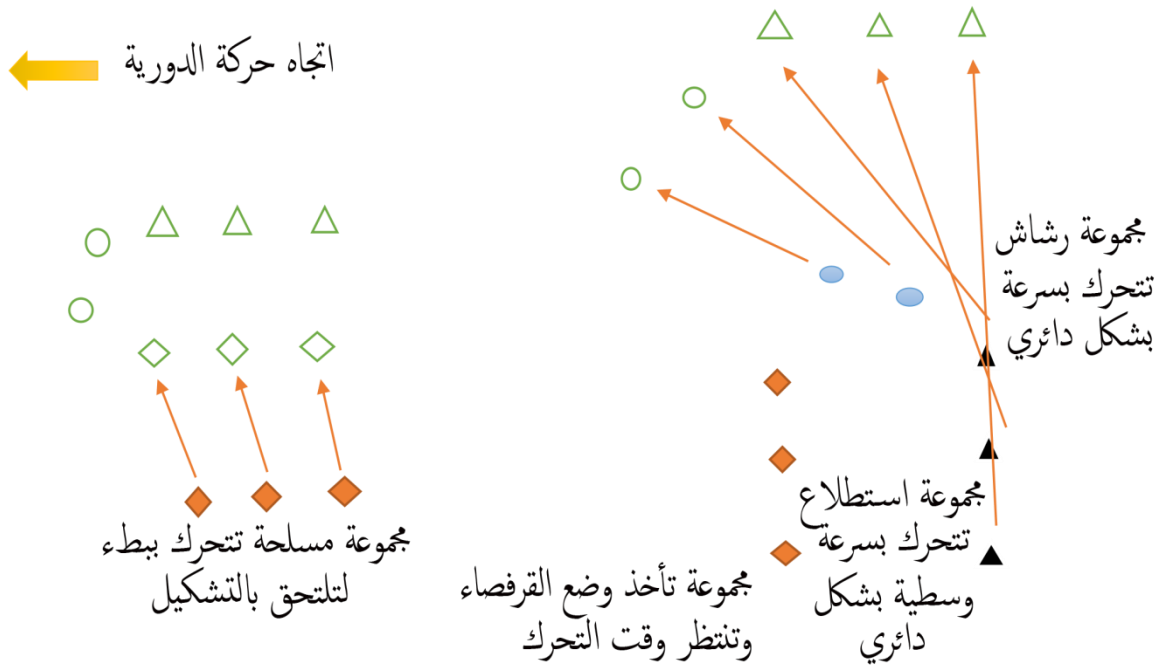 اتجاه حركة الدورية
مجموعة رشاش
تتحرك بسرعة
بشكل دائري
مجموعة استطلاع
تتحرك بسرعة
وسطية بشكل
دائري
مجموعة تأخذ وضع القرفصاء
وتنتظر وقت التحرك
مجموعة مسلحة تتحرك ببطء
لتلتحق بالتشكيل